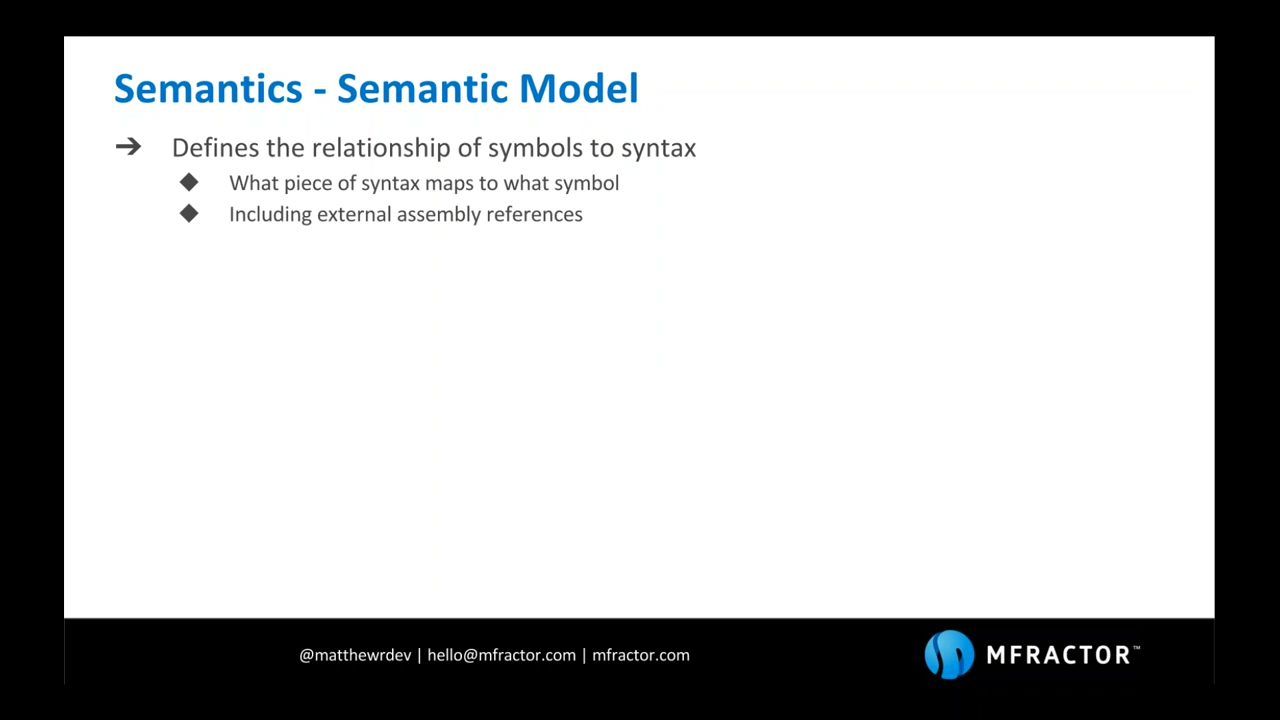 Semantics - Semantic Model
➔ Defines the relationship of symbols to syntax
◆ What piece of syntax maps to what symbol
◆ Including external assembly references
@matthewrdev | hello@mfractor.com | mfractor.com
MFRACTOR™